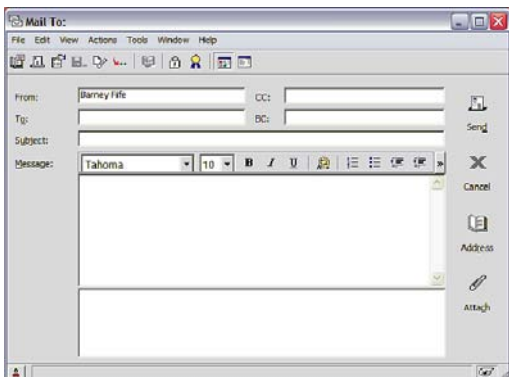 Mail To:
File Edit View Actions Tools Window Help
From: Barney Fife CC:
To: BC:
Subject:
Message: Tahoma 10 B I U »
Send
Cancel
Address
Attach